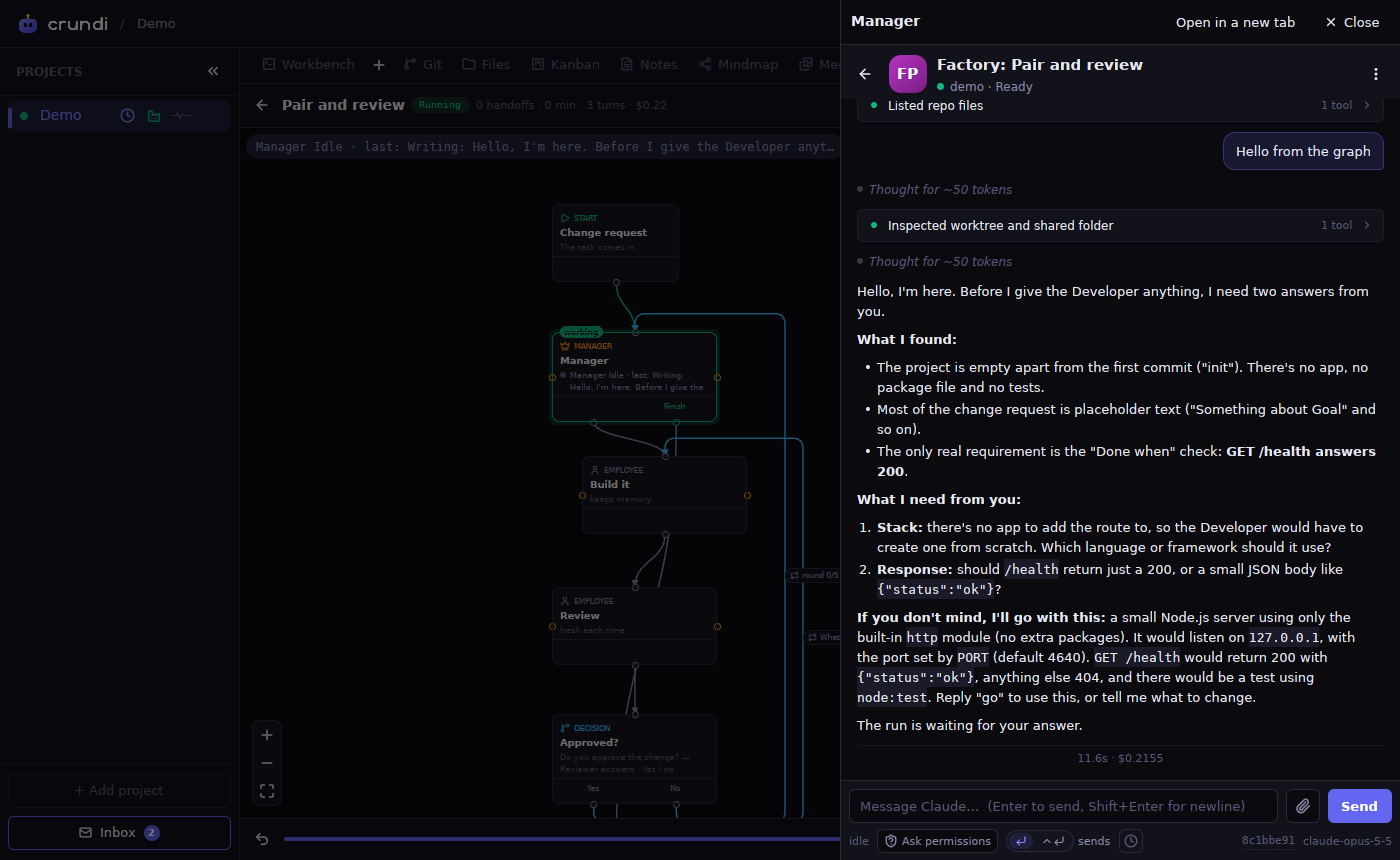 crundi / Demo
PROJECTS
Demo
+ Add project
Inbox 2
Workbench
Git
Files
Kanban
Notes
Mindmap
Pair and review Running 0 handoffs · 0 min · 3 turns · $0.22
Manager Idle · last: Writing: Hello, I'm here. Before I give the Developer anyt…
START
Change request
The task comes in
working
MANAGER
Manager
Manager Idle · last: Writing:
Hello, I'm here. Before I give the
Finish
EMPLOYEE
Build it
keeps memory
round 0/5
EMPLOYEE
Review
fresh each time
What
DECISION
Approved?
Do you approve the change? —
Reviewer answers · Yes / no
Yes No
Manager
Open in a new tab
Close
FP
Factory: Pair and review
demo · Ready
Listed repo files 1 tool
Hello from the graph
Thought for ~50 tokens
Inspected worktree and shared folder 1 tool
Thought for ~50 tokens
Hello, I'm here. Before I give the Developer anything, I need two answers from
you.
What I found:
• The project is empty apart from the first commit ("init"). There's no app, no
package file and no tests.
• Most of the change request is placeholder text ("Something about Goal" and
so on).
• The only real requirement is the "Done when" check: GET /health answers
200.
What I need from you:
1. Stack: there's no app to add the route to, so the Developer would have to
create one from scratch. Which language or framework should it use?
2. Response: should /health return just a 200, or a small JSON body like
{"status":"ok"}?
If you don't mind, I'll go with this: a small Node.js server using only the
built-in http module (no extra packages). It would listen on 127.0.0.1, with
the port set by PORT (default 4640). GET /health would return 200 with
{"status":"ok"}, anything else 404, and there would be a test using
node:test. Reply "go" to use this, or tell me what to change.
The run is waiting for your answer.
11.6s · $0.2155
Message Claude… (Enter to send, Shift+Enter for newline)
Send
idle
Ask permissions
sends
8c1bbe91
claude-opus-5-5